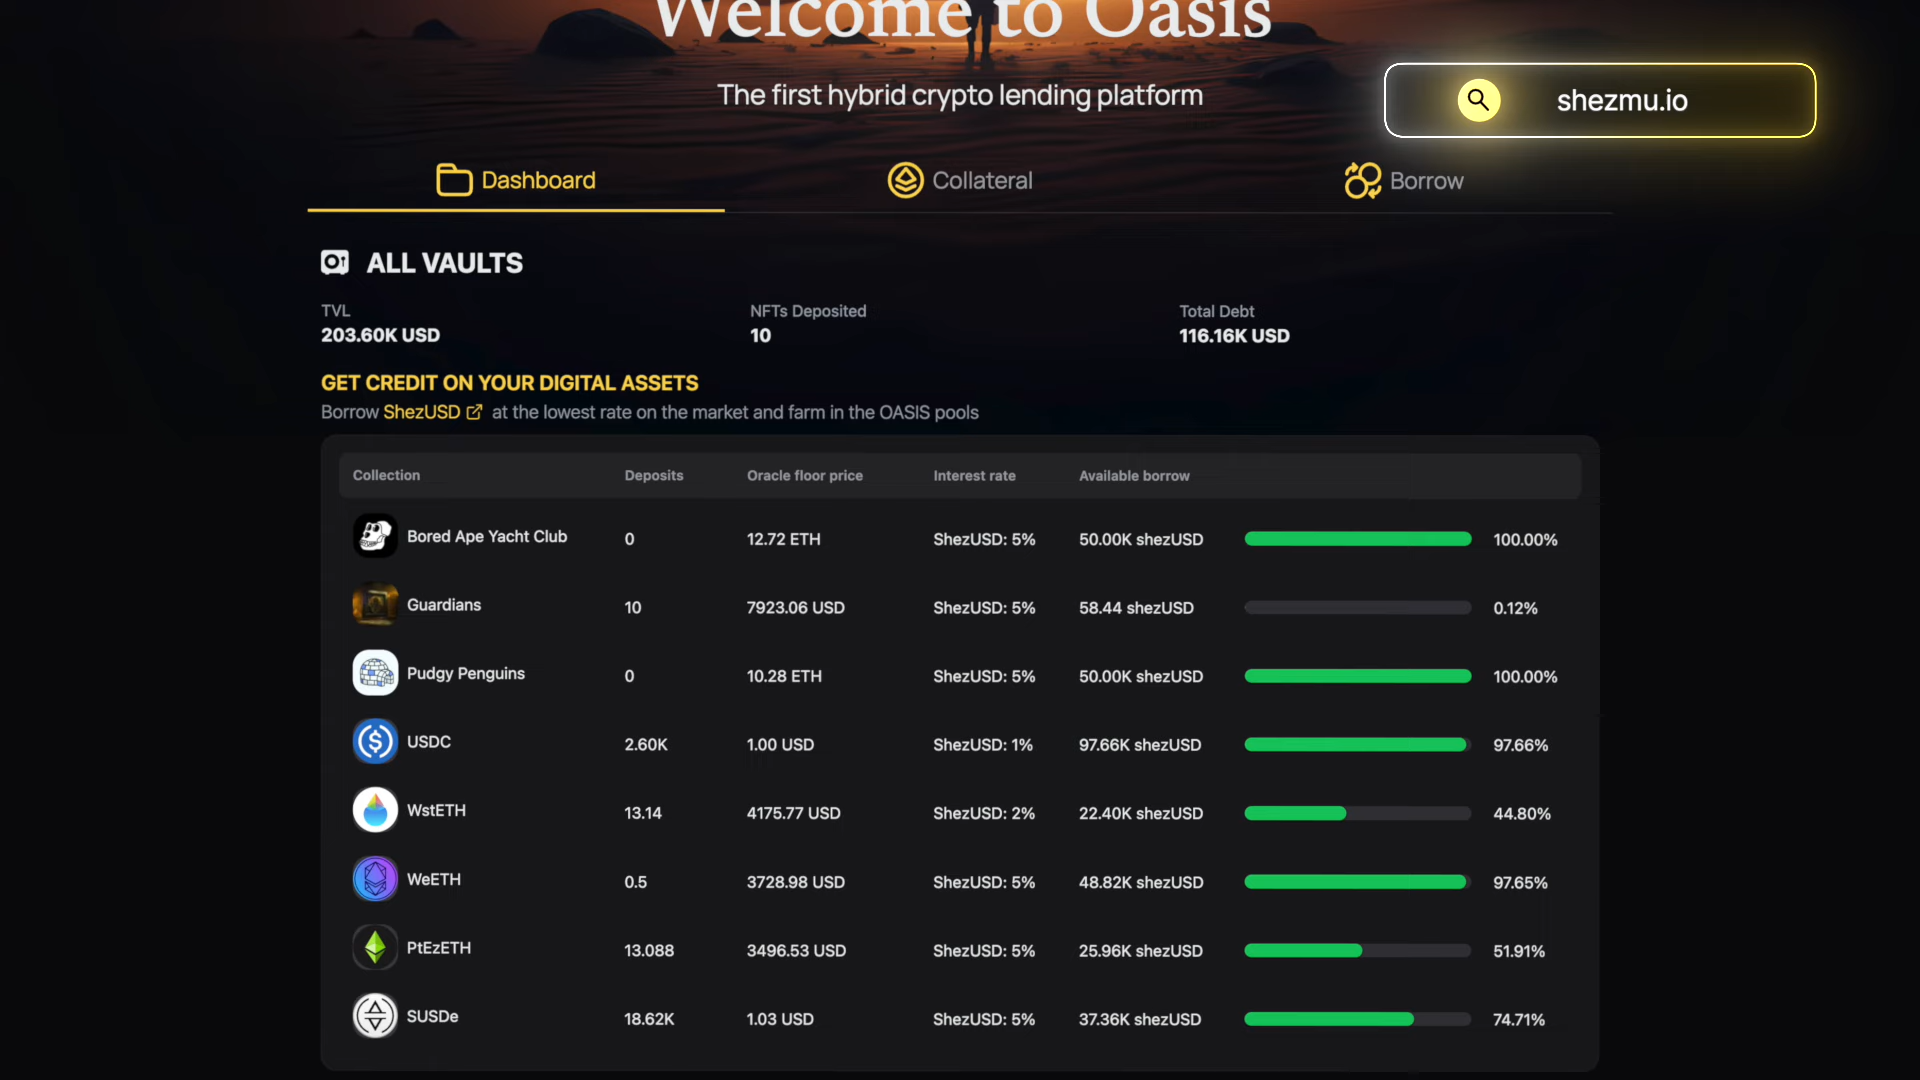 Welcome to Oasis
The first hybrid crypto lending platform
shezmu.io
Dashboard
Collateral
Borrow
ALL VAULTS
TVL
NFTs Deposited
Total Debt
203.60K USD
10
116.16K USD
GET CREDIT ON YOUR DIGITAL ASSETS
Borrow ShezUSD at the lowest rate on the market and farm in the OASIS pools
Collection Deposits Oracle floor price Interest rate Available borrow
Bored Ape Yacht Club 0 12.72 ETH ShezUSD: 5% 50.00K shezUSD 100.00%
Guardians 10 7923.06 USD ShezUSD: 5% 58.44 shezUSD 0.12%
Pudgy Penguins 0 10.28 ETH ShezUSD: 5% 50.00K shezUSD 100.00%
USDC 2.60K 1.00 USD ShezUSD: 1% 97.66K shezUSD 97.66%
WstETH 13.14 4175.77 USD ShezUSD: 2% 22.40K shezUSD 44.80%
WeETH 0.5 3728.98 USD ShezUSD: 5% 48.82K shezUSD 97.65%
PtEzETH 13.088 3496.53 USD ShezUSD: 5% 25.96K shezUSD 51.91%
SUSDe 18.62K 1.03 USD ShezUSD: 5% 37.36K shezUSD 74.71%